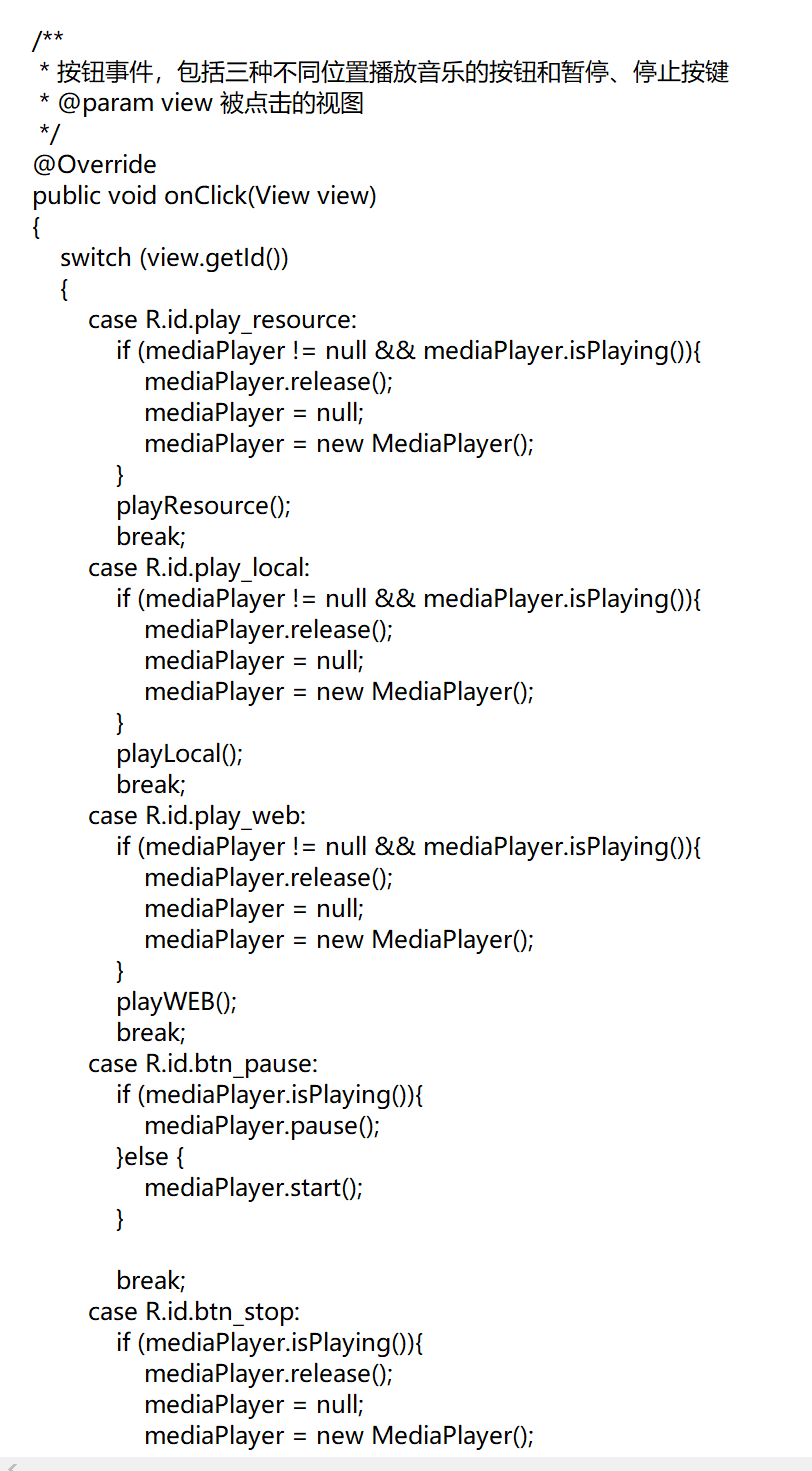 /**
 * 按钮事件，包括三种不同位置播放音乐的按钮和暂停、停止按键
 * @param view 被点击的视图
 */
@Override
public void onClick(View view)
{
    switch (view.getId())
    {
        case R.id.play_resource:
            if (mediaPlayer != null && mediaPlayer.isPlaying()){
                mediaPlayer.release();
                mediaPlayer = null;
                mediaPlayer = new MediaPlayer();
            }
            playResource();
            break;
        case R.id.play_local:
            if (mediaPlayer != null && mediaPlayer.isPlaying()){
                mediaPlayer.release();
                mediaPlayer = null;
                mediaPlayer = new MediaPlayer();
            }
            playLocal();
            break;
        case R.id.play_web:
            if (mediaPlayer != null && mediaPlayer.isPlaying()){
                mediaPlayer.release();
                mediaPlayer = null;
                mediaPlayer = new MediaPlayer();
            }
            playWEB();
            break;
        case R.id.btn_pause:
            if (mediaPlayer.isPlaying()){
                mediaPlayer.pause();
            }else {
                mediaPlayer.start();
            }

            break;
        case R.id.btn_stop:
            if (mediaPlayer.isPlaying()){
                mediaPlayer.release();
                mediaPlayer = null;
                mediaPlayer = new MediaPlayer();